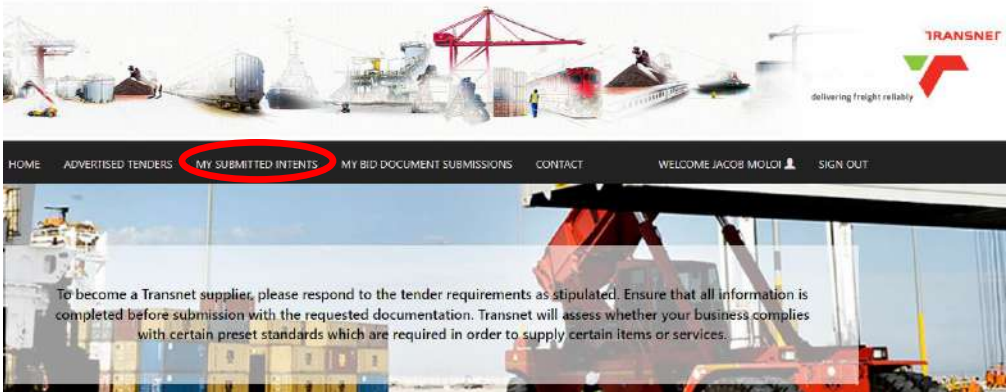 TRANSNET
delivering freight reliably
HOME ADVERTISED TENDERS MY SUBMITTED INTENTS MY BID DOCUMENT SUBMISSIONS CONTACT WELCOME JACOB MOLOI SIGN OUT
To become a Transnet supplier, please respond to the tender requirements as stipulated. Ensure that all information is
completed before submission with the requested documentation. Transnet will assess whether your business complies
with certain preset standards which are required in order to supply certain items or services.